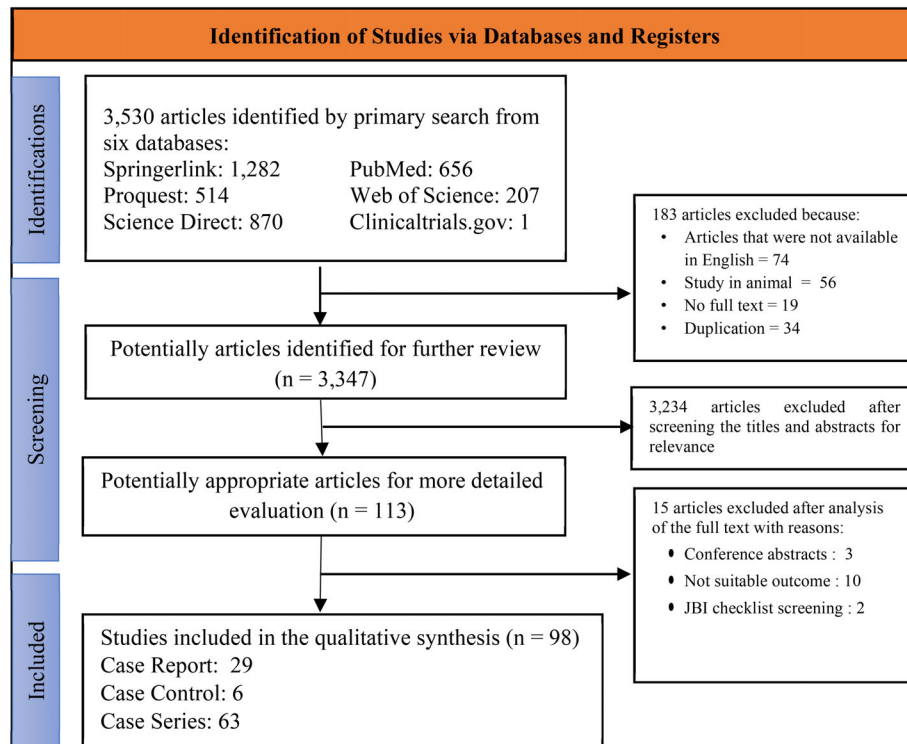 Identification of Studies via Databases and Registers
Identifications
3,530 articles identified by primary search from
six databases:
Springerlink: 1,282 PubMed: 656
Proquest: 514 Web of Science: 207
Science Direct: 870 Clinicaltrials.gov: 1
183 articles excluded because:
• Articles that were not available
in English = 74
• Study in animal = 56
• No full text = 19
• Duplication = 34
Screening
Potentially articles identified for further review
(n = 3,347)
3,234 articles excluded after
screening the titles and abstracts for
relevance
Potentially appropriate articles for more detailed
evaluation (n = 113)
15 articles excluded after analysis
of the full text with reasons:
• Conference abstracts : 3
• Not suitable outcome : 10
• JBI checklist screening : 2
Included
Studies included in the qualitative synthesis (n = 98)
Case Report: 29
Case Control: 6
Case Series: 63